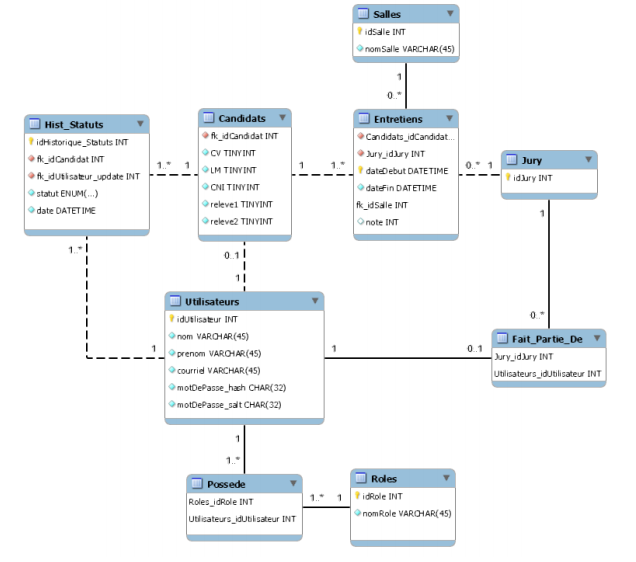 Salles
idSalle INT
nomSalle VARCHAR(45)
1
0..*
Hist_Statuts
idHistorique_Statuts INT
fk_idCandidat INT
fk_idUtilisateur_update INT
statut ENUM(...)
date DATETIME
1..*
1
Candidats
fk_idCandidat INT
CV TINYINT
LM TINYINT
CNI TINYINT
releve1 TINYINT
releve2 TINYINT
1
1..*
Entretiens
Candidats_idCandidat...
Jury_idJury INT
dateDebut DATETIME
dateFin DATETIME
fk_idSalle INT
note INT
0..*
1
Jury
idJury INT
1
0..*
1..*
1
0..1
1
Utilisateurs
idUtilisateur INT
nom VARCHAR(45)
prenom VARCHAR(45)
courriel VARCHAR(45)
motDePasse_hash CHAR(32)
motDePasse_salt CHAR(32)
1
0..1
Fait_Partie_De
Jury_idJury INT
Utilisateurs_idUtilisateur INT
1
1..*
Possede
Roles_idRole INT
Utilisateurs_idUtilisateur INT
1..*
1
Roles
idRole INT
nomRole VARCHAR(45)